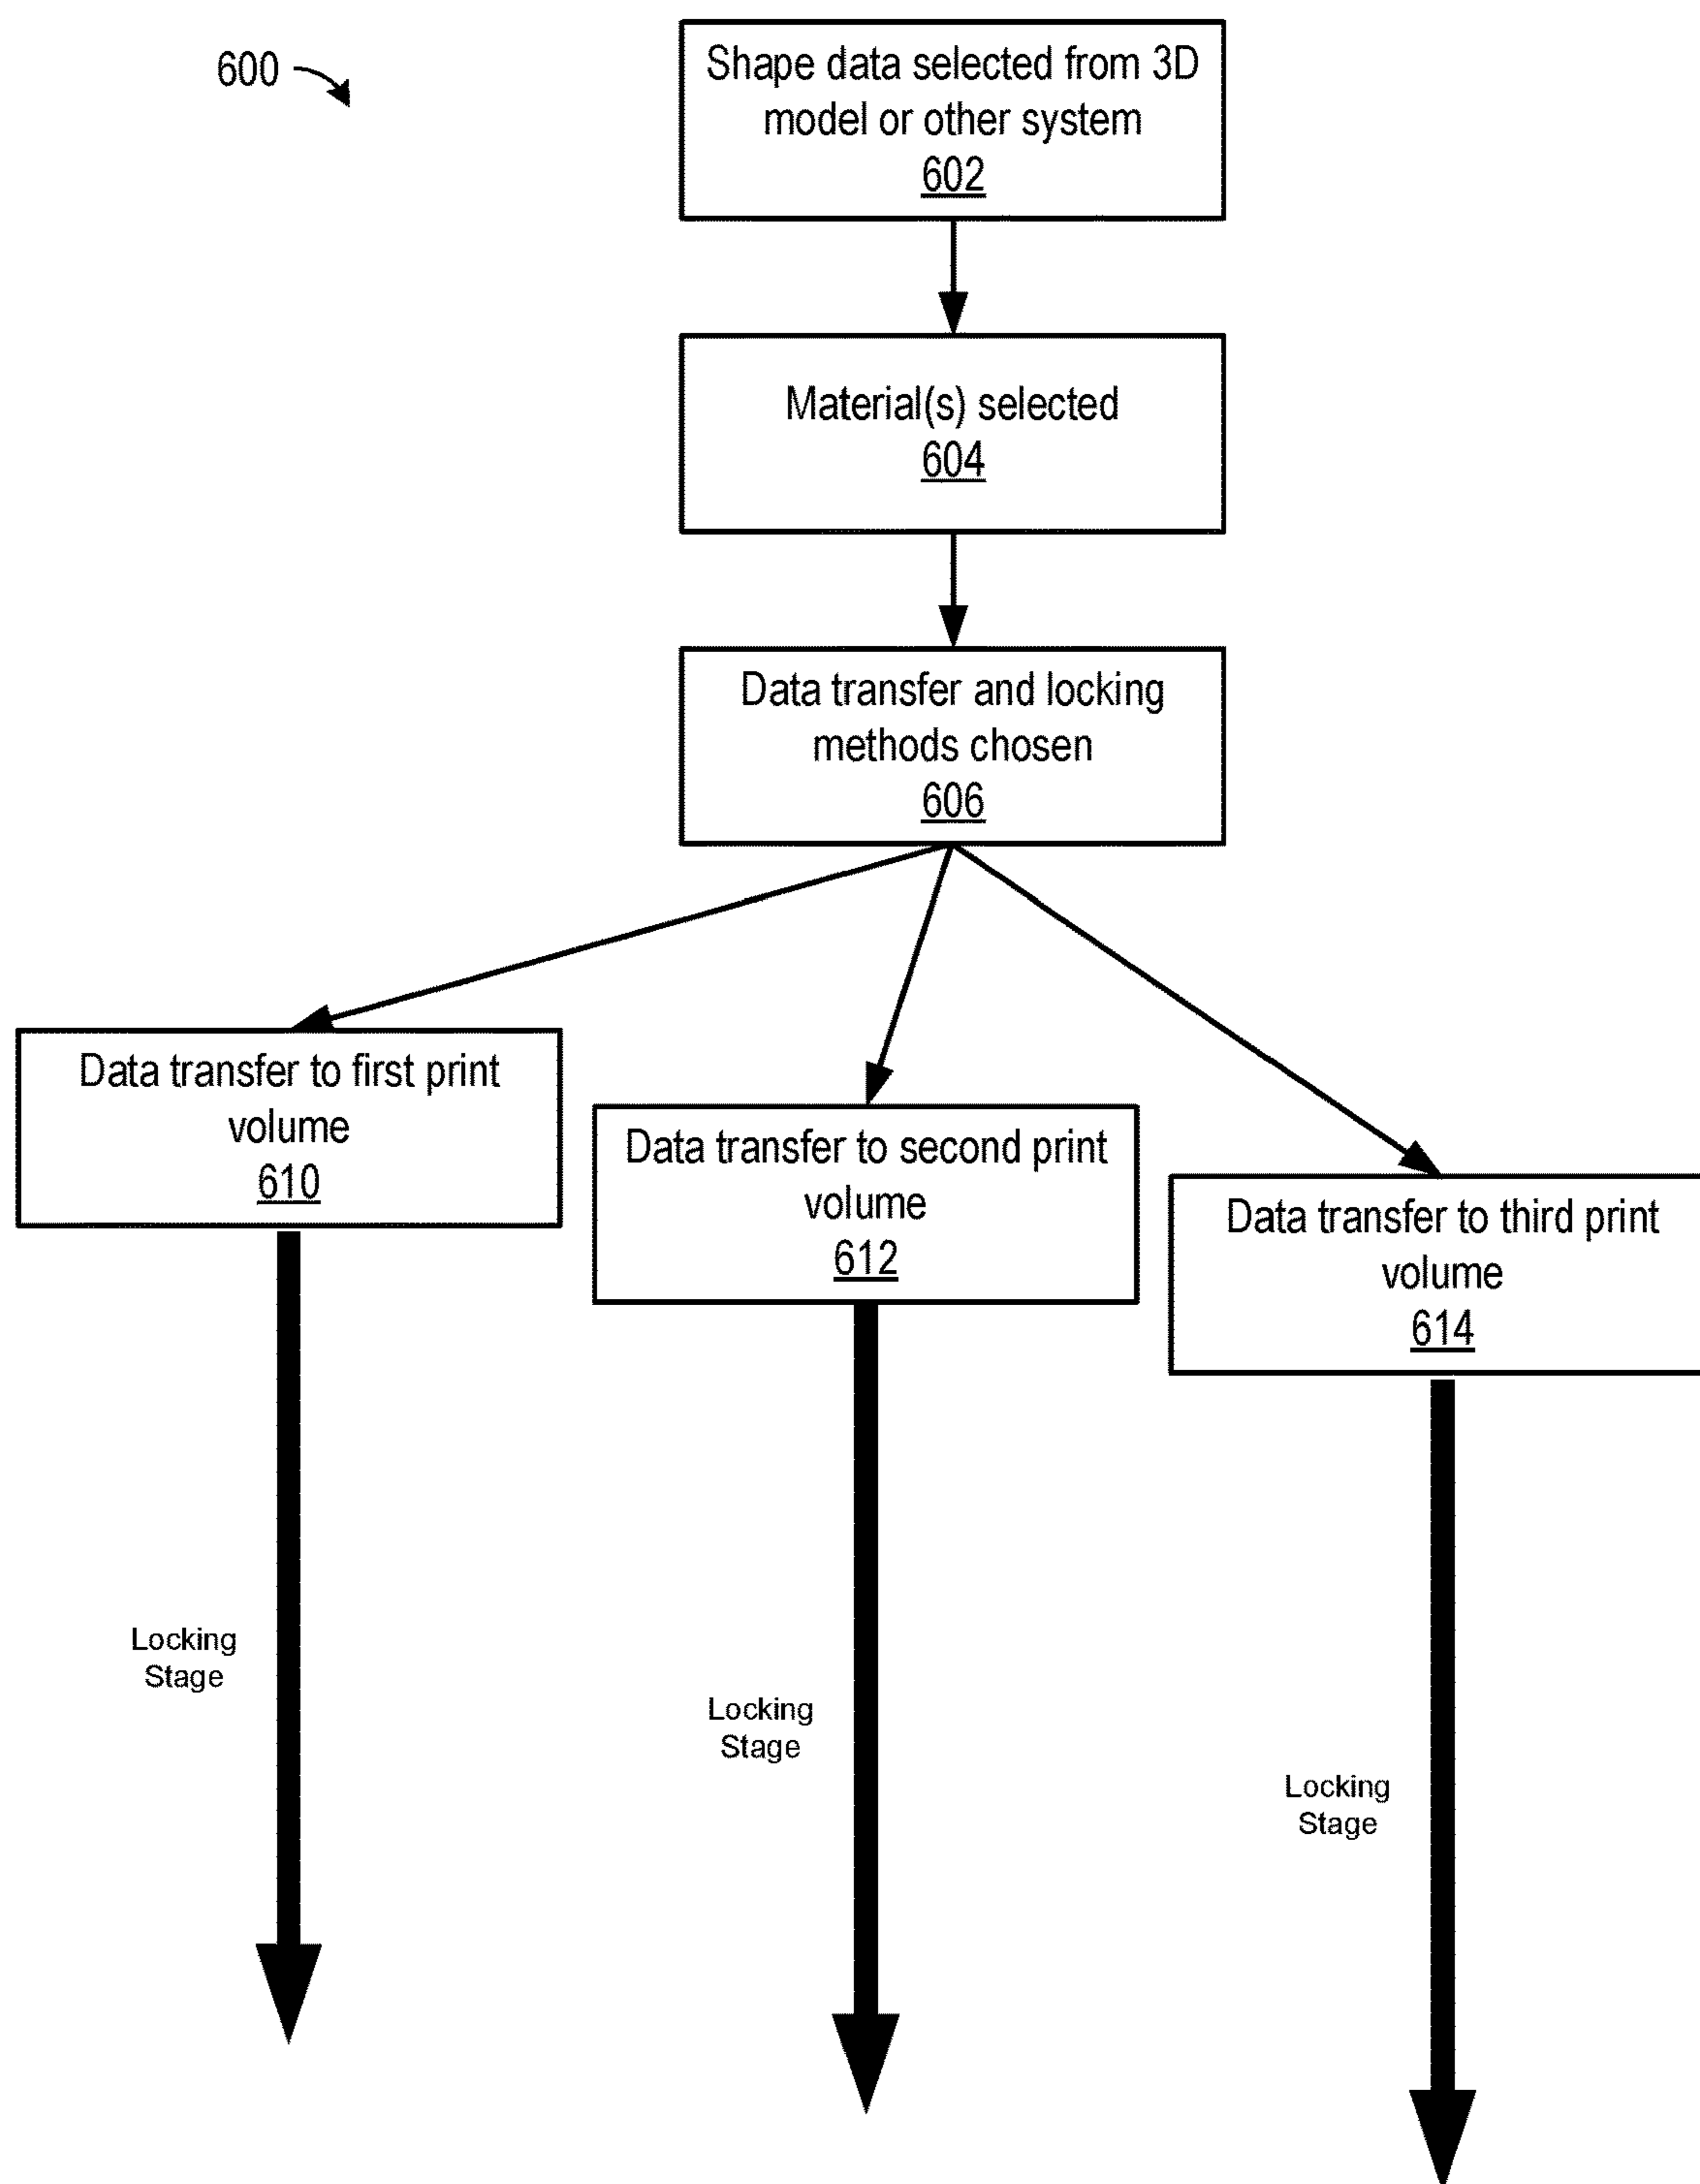 600
Shape data selected from 3D
model or other system
602
Material(s) selected
604
Data transfer and locking
methods chosen
606
Data transfer to first print
volume
610
Data transfer to second print
volume
612
Data transfer to third print
volume
614
Locking
Stage
Locking
Stage
Locking
Stage